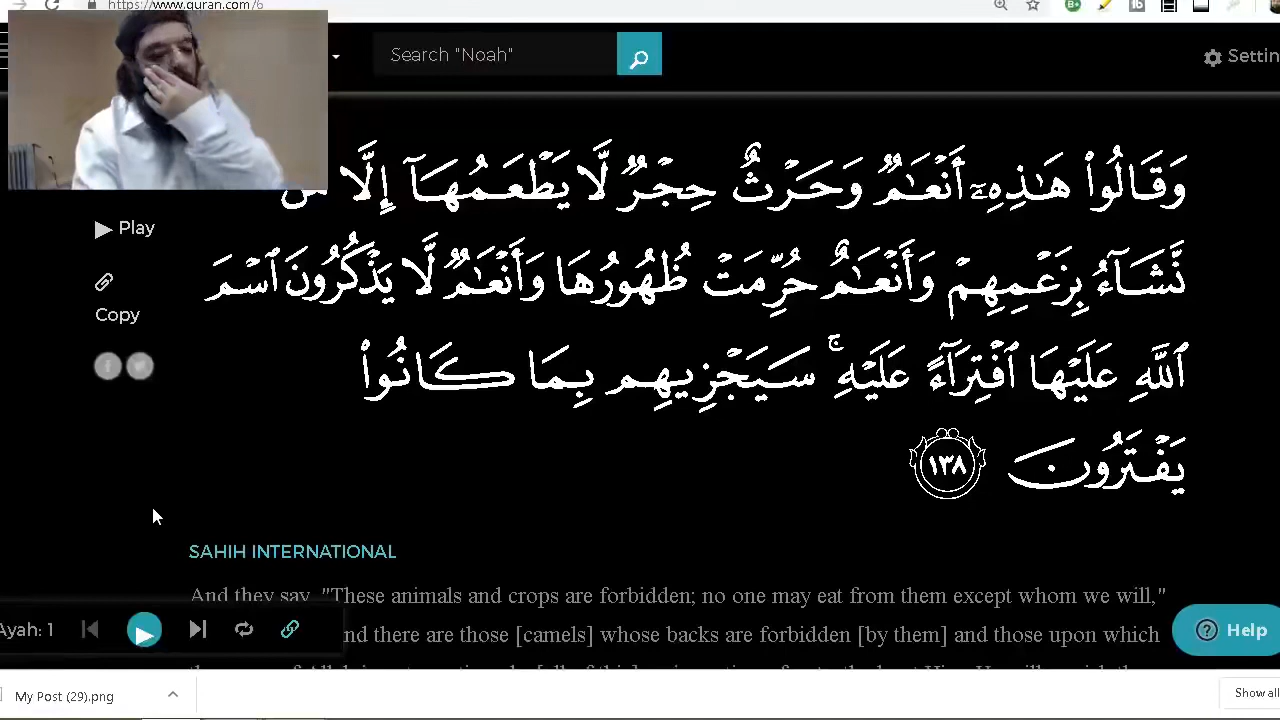 https://www.quran.com/6
Search "Noah"
Settin
وَقَالُوا۟ هَـٰذِهِۦٓ أَنْعَـٰمٌ وَحَرْثٌ حِجْرٌ لَّا يَطْعَمُهَآ إِلَّا
نَّشَآءُ بِزَعْمِهِمْ وَأَنْعَـٰمٌ حُرِّمَتْ ظُهُورُهَا وَأَنْعَـٰمٌ لَّا يَذْكُرُونَ ٱسْمَ
ٱللَّهِ عَلَيْهَا ٱفْتِرَآءً عَلَيْهِ ۚ سَيَجْزِيهِم بِمَا كَانُوا۟
يَفْتَرُونَ ١٣٨
Play
Copy
SAHIH INTERNATIONAL
And they say, "These animals and crops are forbidden; no one may eat from them except whom we will,"
nd there are those [camels] whose backs are forbidden [by them] and those upon which
Ayah: 1
Help
My Post (29).png
Show all